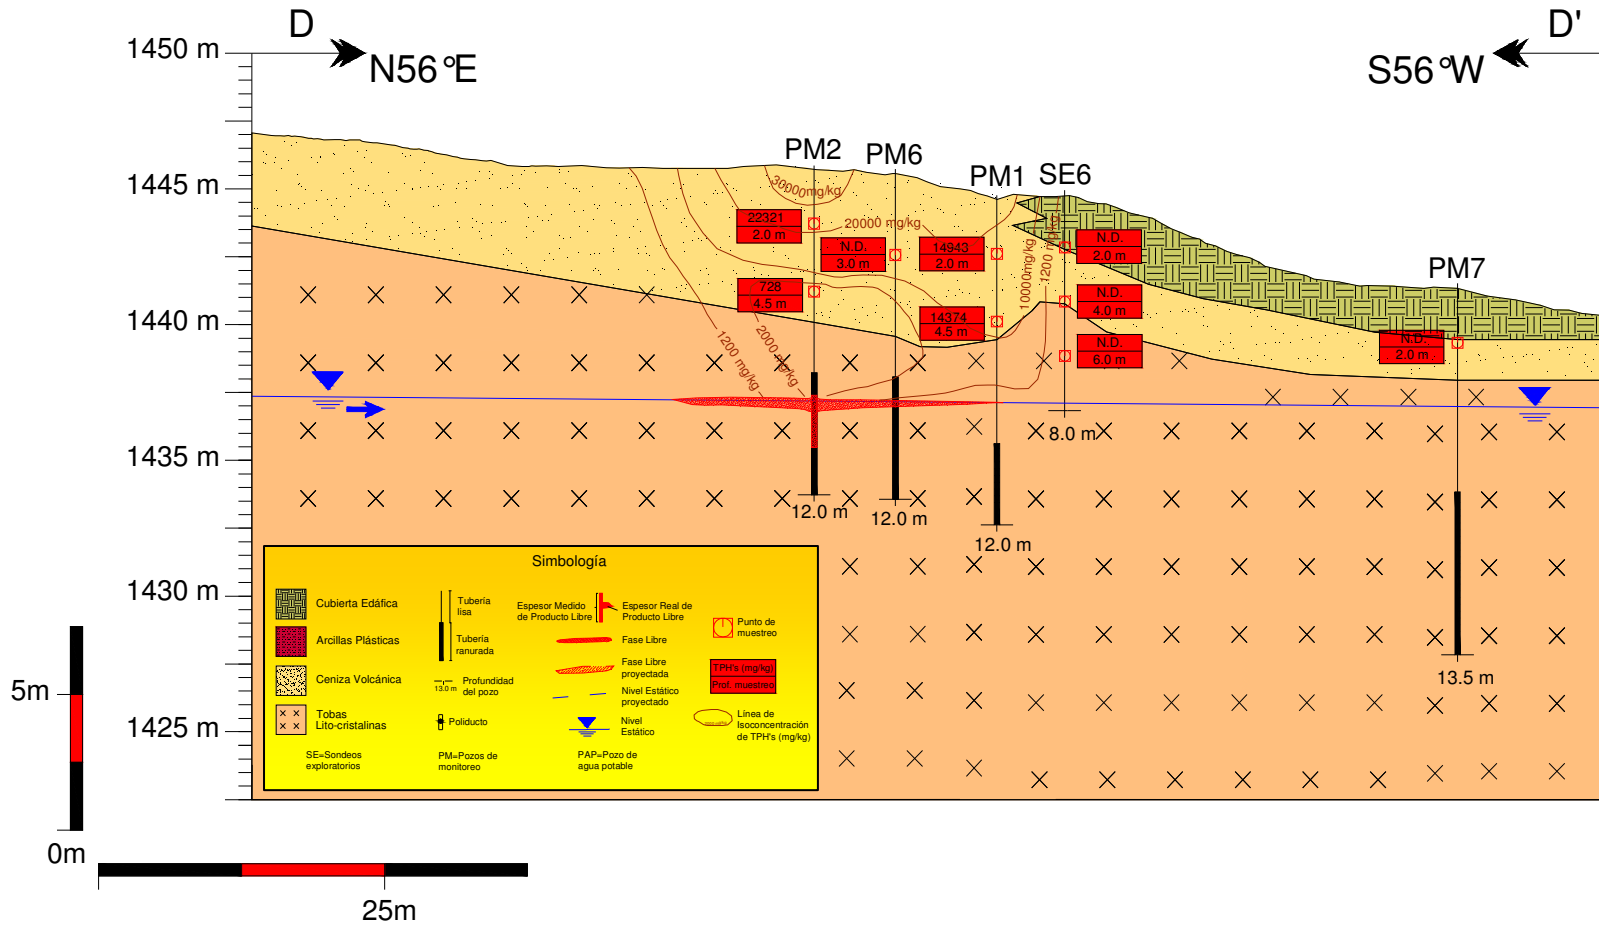 D
D'
N56°E
S56°W
1450 m
1445 m
1440 m
1435 m
1430 m
1425 m
PM2
PM6
PM1
SE6
PM7
30000mg/kg
20000 mg/kg
10000mg/kg
1200 mg/kg
2000 mg/kg
1200 mg/kg
22321
2.0 m
N.D.
3.0 m
14943
2.0 m
N.D.
2.0 m
728
4.5 m
14374
4.5 m
N.D.
4.0 m
N.D.
6.0 m
N.D.
2.0 m
8.0 m
12.0 m
12.0 m
12.0 m
13.5 m
Simbología
Cubierta Edáfica
Arcillas Plásticas
Ceniza Volcánica
Tobas
Lito-cristalinas
SE=Sondeos
exploratorios
Tubería
lisa
Tubería
ranurada
13.0 m
Profundidad
del pozo
Poliducto
PM=Pozos de
monitoreo
Espesor Medido
de Producto Libre
Espesor Real de
Producto Libre
Fase Libre
Fase Libre
proyectada
Nivel Estático
proyectado
Nivel
Estático
PAP=Pozo de
agua potable
Punto de
muestreo
TPH's (mg/kg)
Prof. muestreo
Línea de
Isoconcentración
de TPH's (mg/kg)
5m
0m
25m